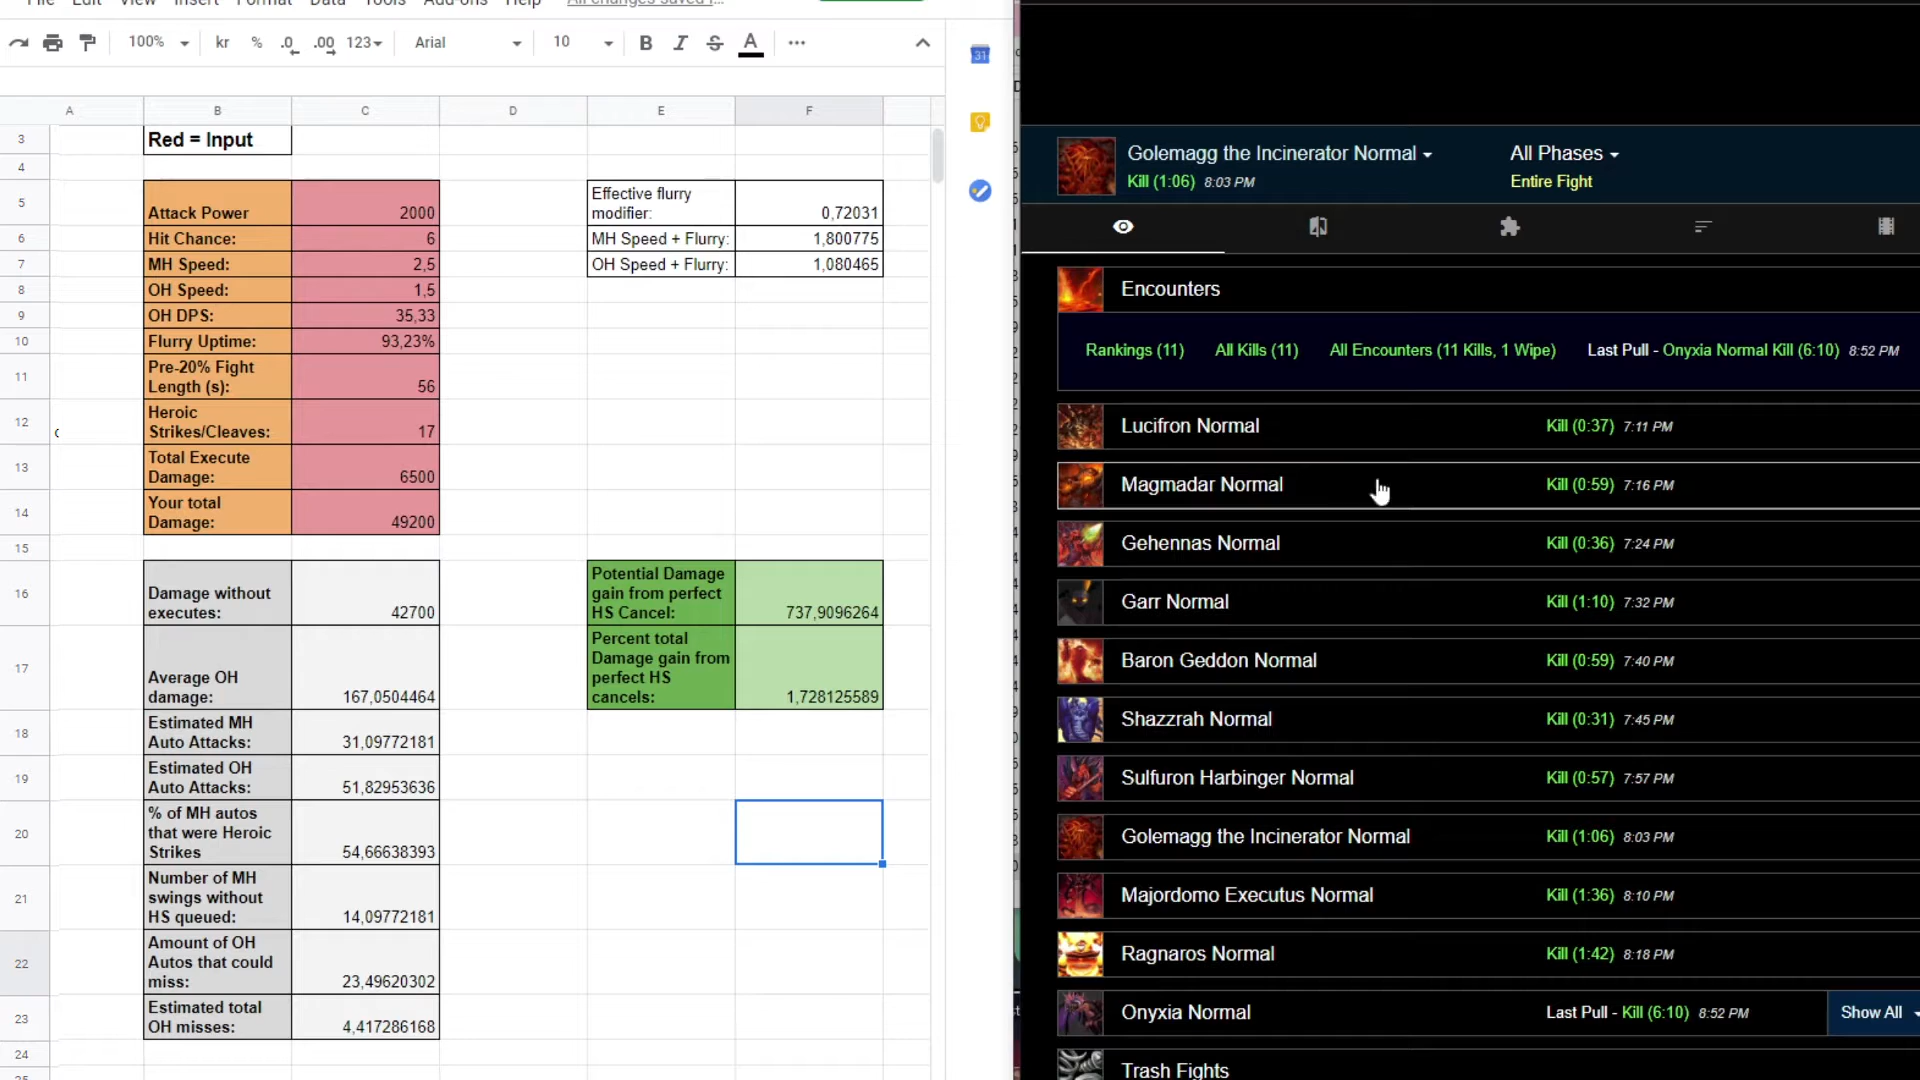 File Edit View Insert Format Data Tools Add-ons Help All changes saved i...
100% kr % .0 .00 123 Arial 10 B I S A
31
A B C D E F
3 Red = Input
4
5 Attack Power 2000 Effective flurry modifier: 0,72031
6 Hit Chance: 6 MH Speed + Flurry: 1,800775
7 MH Speed: 2,5 OH Speed + Flurry: 1,080465
8 OH Speed: 1,5
9 OH DPS: 35,33
10 Flurry Uptime: 93,23%
11 Pre-20% Fight
Length (s): 56
12 Heroic
Strikes/Cleaves: 17
13 Total Execute
Damage: 6500
14 Your total
Damage: 49200
15
16 Damage without
executes: 42700
Potential Damage
gain from perfect
HS Cancel: 737,9096264
17 Average OH
damage: 167,0504464
Percent total
Damage gain from
perfect HS
cancels: 1,728125589
18 Estimated MH
Auto Attacks: 31,09772181
19 Estimated OH
Auto Attacks: 51,82953636
20 % of MH autos
that were Heroic
Strikes 54,66638393
21 Number of MH
swings without
HS queued: 14,09772181
22 Amount of OH
Autos that could
miss: 23,49620302
23 Estimated total
OH misses: 4,417286168
24
Golemagg the Incinerator Normal All Phases
Kill (1:06) 8:03 PM Entire Fight
Encounters
Rankings (11) All Kills (11) All Encounters (11 Kills, 1 Wipe) Last Pull - Onyxia Normal Kill (6:10) 8:52 PM
Lucifron Normal Kill (0:37) 7:11 PM
Magmadar Normal Kill (0:59) 7:16 PM
Gehennas Normal Kill (0:36) 7:24 PM
Garr Normal Kill (1:10) 7:32 PM
Baron Geddon Normal Kill (0:59) 7:40 PM
Shazzrah Normal Kill (0:31) 7:45 PM
Sulfuron Harbinger Normal Kill (0:57) 7:57 PM
Golemagg the Incinerator Normal Kill (1:06) 8:03 PM
Majordomo Executus Normal Kill (1:36) 8:10 PM
Ragnaros Normal Kill (1:42) 8:18 PM
Onyxia Normal Last Pull - Kill (6:10) 8:52 PM Show All
Trash Fights